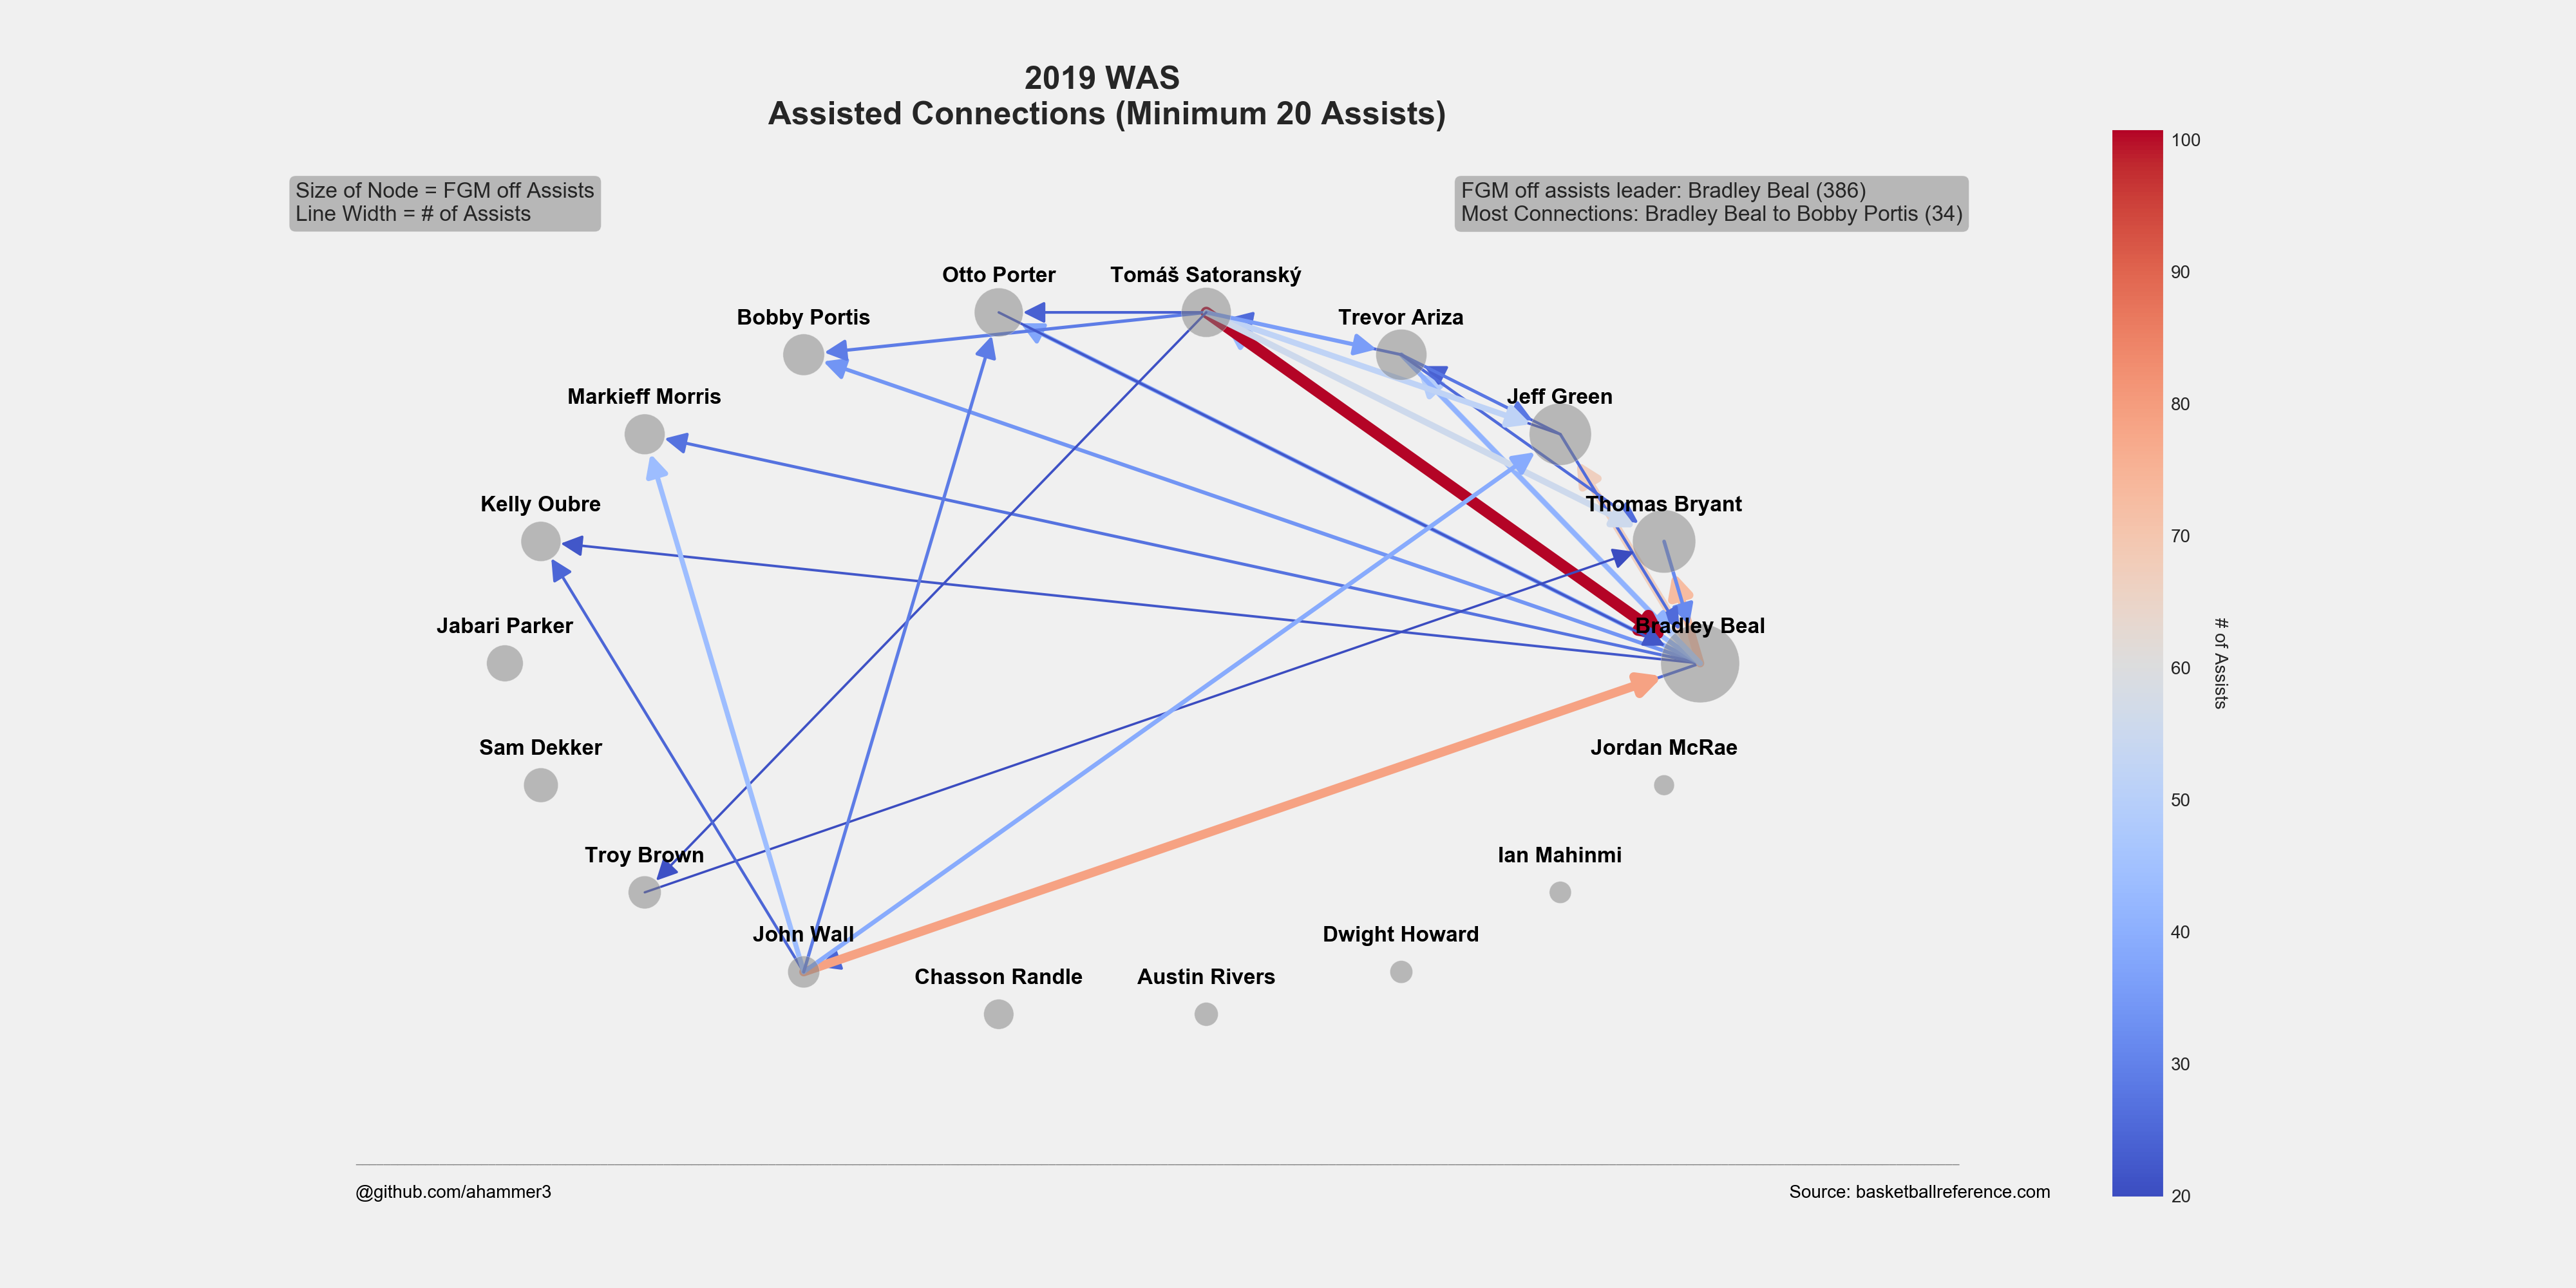 2019 WAS
Assisted Connections (Minimum 20 Assists)
Size of Node = FGM off Assists
Line Width = # of Assists
FGM off assists leader: Bradley Beal (386)
Most Connections: Bradley Beal to Bobby Portis (34)
Otto Porter
Tomáš Satoranský
Bobby Portis
Trevor Ariza
Markieff Morris
Jeff Green
Kelly Oubre
Thomas Bryant
Jabari Parker
Bradley Beal
Sam Dekker
Jordan McRae
Troy Brown
Ian Mahinmi
John Wall
Dwight Howard
Chasson Randle
Austin Rivers
100
90
80
70
60
50
40
30
20
# of Assists
@github.com/ahammer3
Source: basketballreference.com